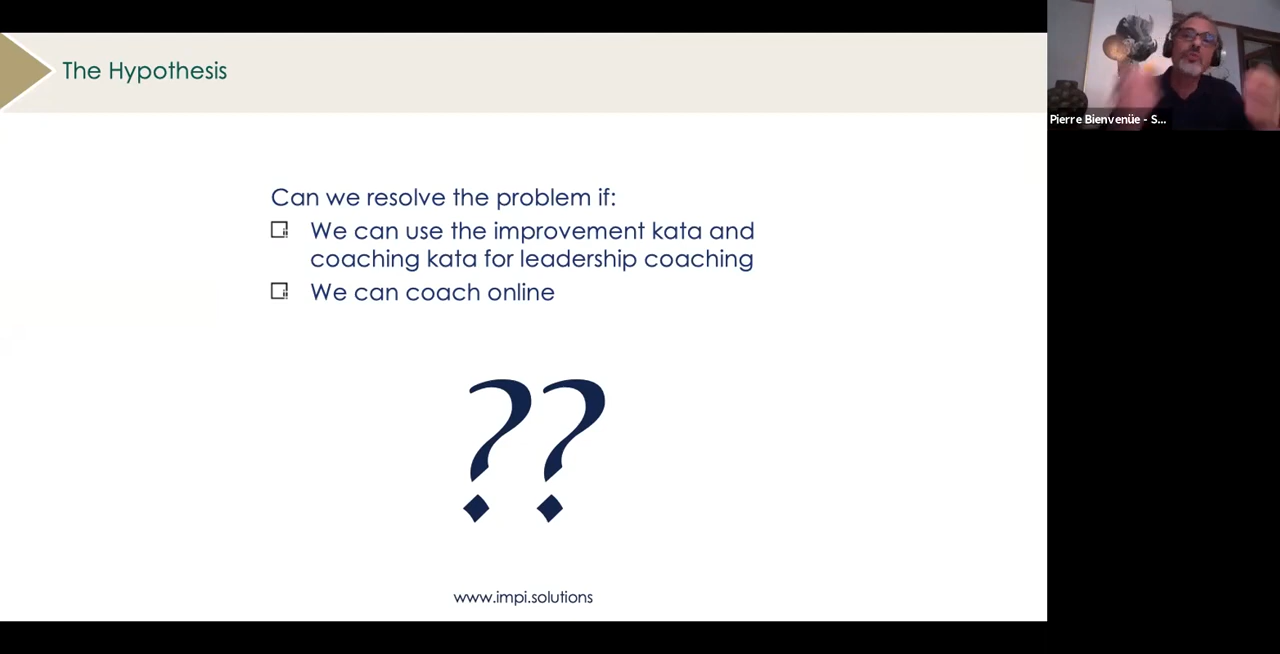 The Hypothesis
Can we resolve the problem if:
We can use the improvement kata and
coaching kata for leadership coaching
We can coach online
??
www.impi.solutions
Pierre Bienvenüe - S...